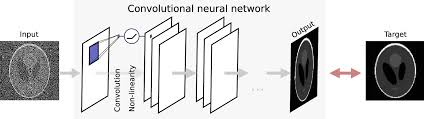 Convolutional neural network
Input
Convolution
Non-linearity
...
Output
Target